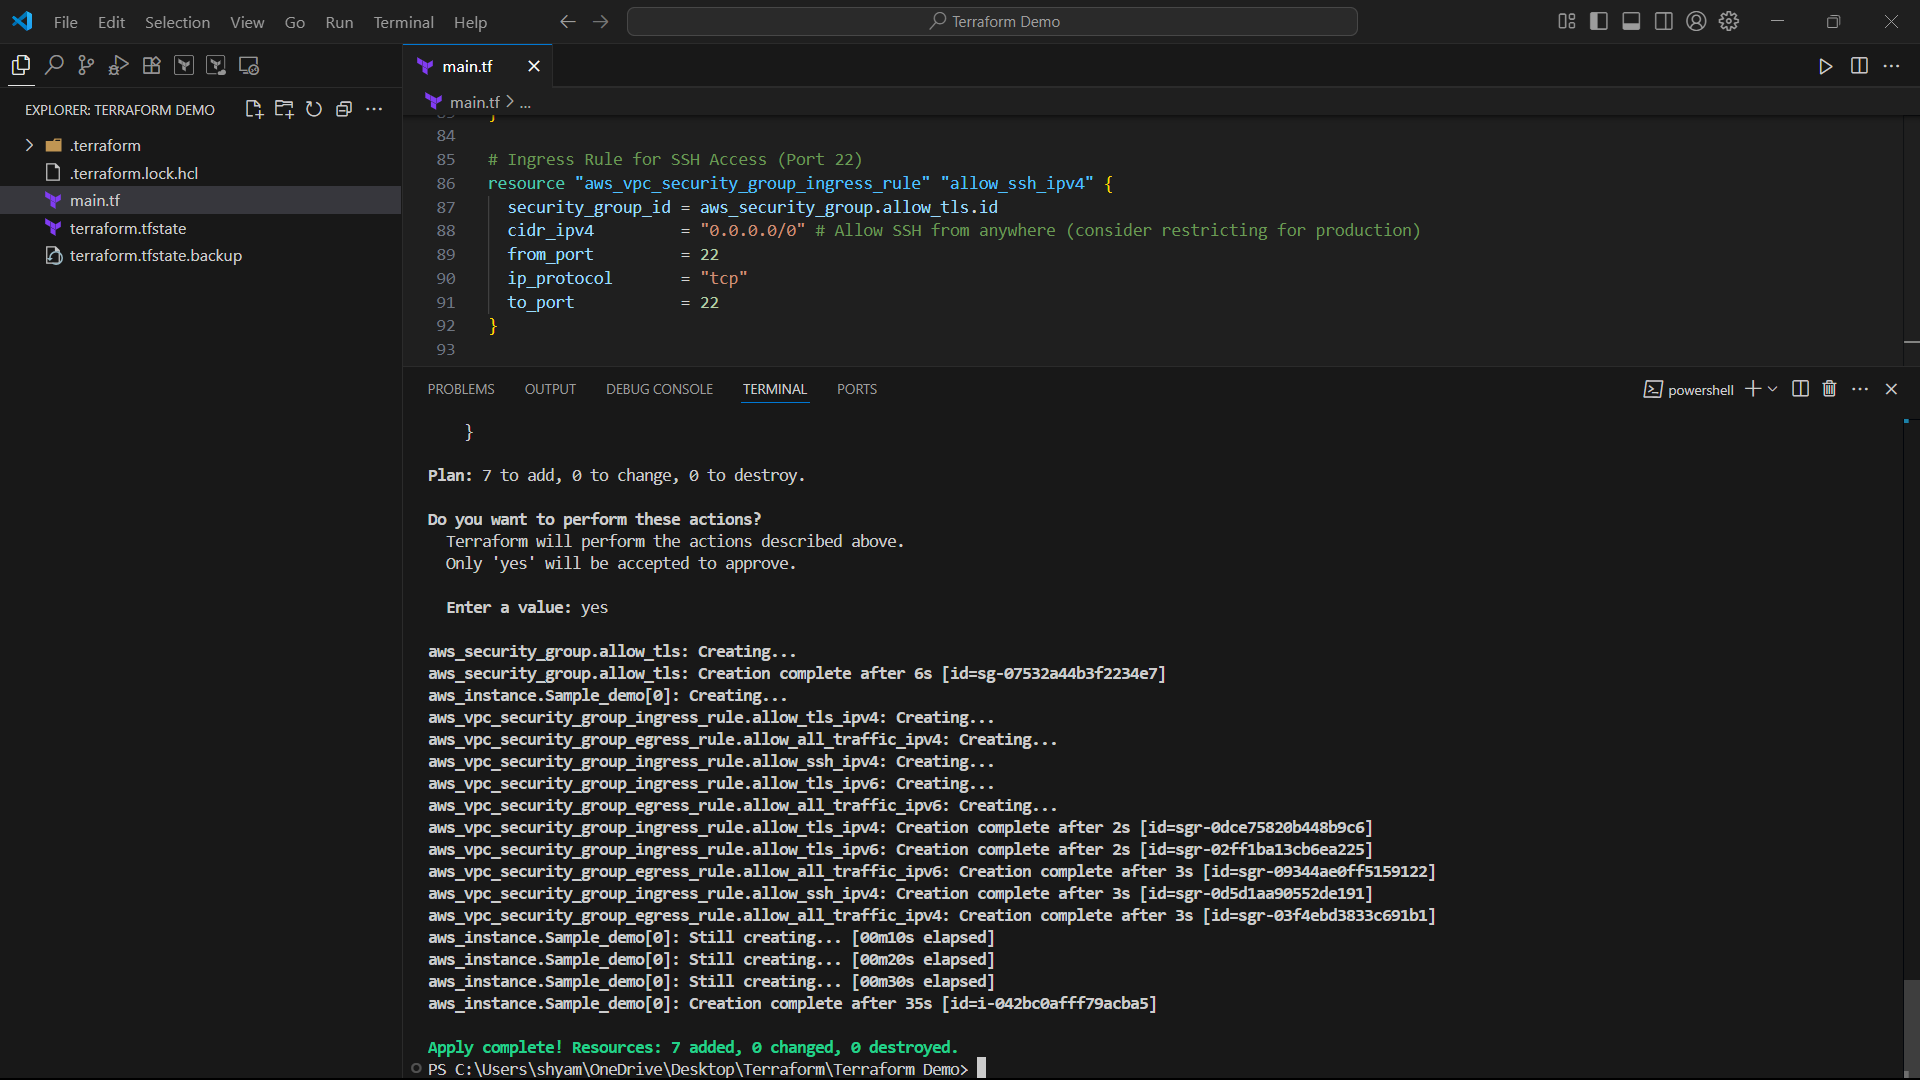 File Edit Selection View Go Run Terminal Help
Terraform Demo
EXPLORER: TERRAFORM DEMO
.terraform
.terraform.lock.hcl
main.tf
terraform.tfstate
terraform.tfstate.backup
main.tf
main.tf > ...
83 }
84
85 # Ingress Rule for SSH Access (Port 22)
86 resource "aws_vpc_security_group_ingress_rule" "allow_ssh_ipv4" {
87 security_group_id = aws_security_group.allow_tls.id
88 cidr_ipv4 = "0.0.0.0/0" # Allow SSH from anywhere (consider restricting for production)
89 from_port = 22
90 ip_protocol = "tcp"
91 to_port = 22
92 }
93
PROBLEMS OUTPUT DEBUG CONSOLE TERMINAL PORTS
powershell
}
Plan: 7 to add, 0 to change, 0 to destroy.
Do you want to perform these actions?
Terraform will perform the actions described above.
Only 'yes' will be accepted to approve.
Enter a value: yes
aws_security_group.allow_tls: Creating...
aws_security_group.allow_tls: Creation complete after 6s [id=sg-07532a44b3f2234e7]
aws_instance.Sample_demo[0]: Creating...
aws_vpc_security_group_ingress_rule.allow_tls_ipv4: Creating...
aws_vpc_security_group_egress_rule.allow_all_traffic_ipv4: Creating...
aws_vpc_security_group_ingress_rule.allow_ssh_ipv4: Creating...
aws_vpc_security_group_ingress_rule.allow_tls_ipv6: Creating...
aws_vpc_security_group_egress_rule.allow_all_traffic_ipv6: Creating...
aws_vpc_security_group_ingress_rule.allow_tls_ipv4: Creation complete after 2s [id=sgr-0dce75820b448b9c6]
aws_vpc_security_group_ingress_rule.allow_tls_ipv6: Creation complete after 2s [id=sgr-02ff1ba13cb6ea225]
aws_vpc_security_group_egress_rule.allow_all_traffic_ipv6: Creation complete after 3s [id=sgr-09344ae0ff5159122]
aws_vpc_security_group_ingress_rule.allow_ssh_ipv4: Creation complete after 3s [id=sgr-0d5d1aa90552de191]
aws_vpc_security_group_egress_rule.allow_all_traffic_ipv4: Creation complete after 3s [id=sgr-03f4ebd3833c691b1]
aws_instance.Sample_demo[0]: Still creating... [00m10s elapsed]
aws_instance.Sample_demo[0]: Still creating... [00m20s elapsed]
aws_instance.Sample_demo[0]: Still creating... [00m30s elapsed]
aws_instance.Sample_demo[0]: Creation complete after 35s [id=i-042bc0afff79acba5]
Apply complete! Resources: 7 added, 0 changed, 0 destroyed.
PS C:\Users\shyam\OneDrive\Desktop\Terraform\Terraform Demo>